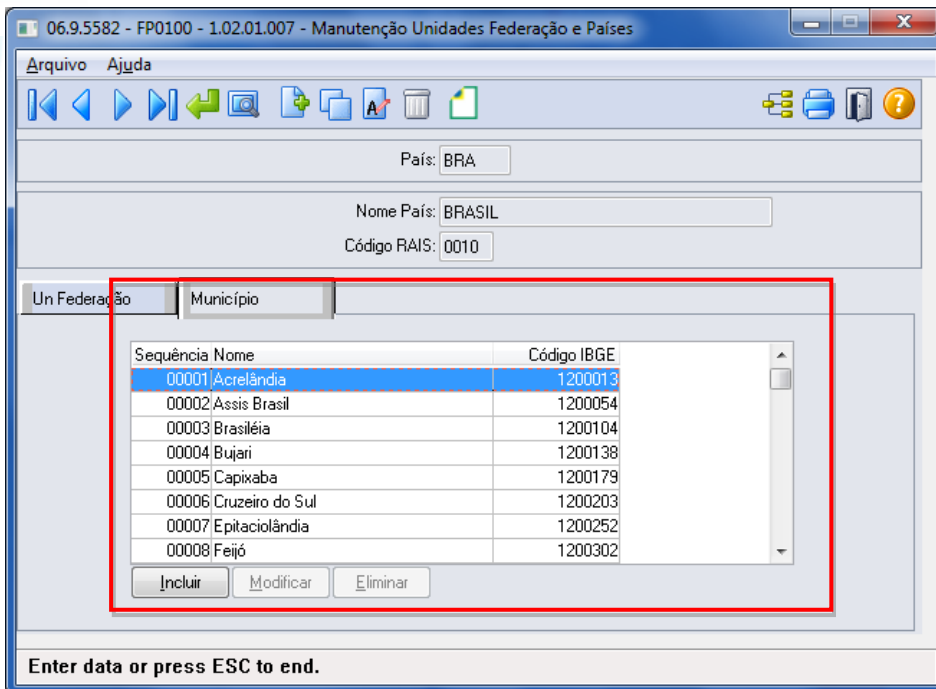 06.9.5582 - FP0100 - 1.02.01.007 - Manutenção Unidades Federação e Países
Arquivo Ajuda
País: BRA
Nome País: BRASIL
Código RAIS: 0010
Un Federação Município
Sequência Nome Código IBGE
00001 Acrelândia 1200013
00002 Assis Brasil 1200054
00003 Brasiléia 1200104
00004 Bujari 1200138
00005 Capixaba 1200179
00006 Cruzeiro do Sul 1200203
00007 Epitaciolândia 1200252
00008 Feijó 1200302
Incluir Modificar Eliminar
Enter data or press ESC to end.